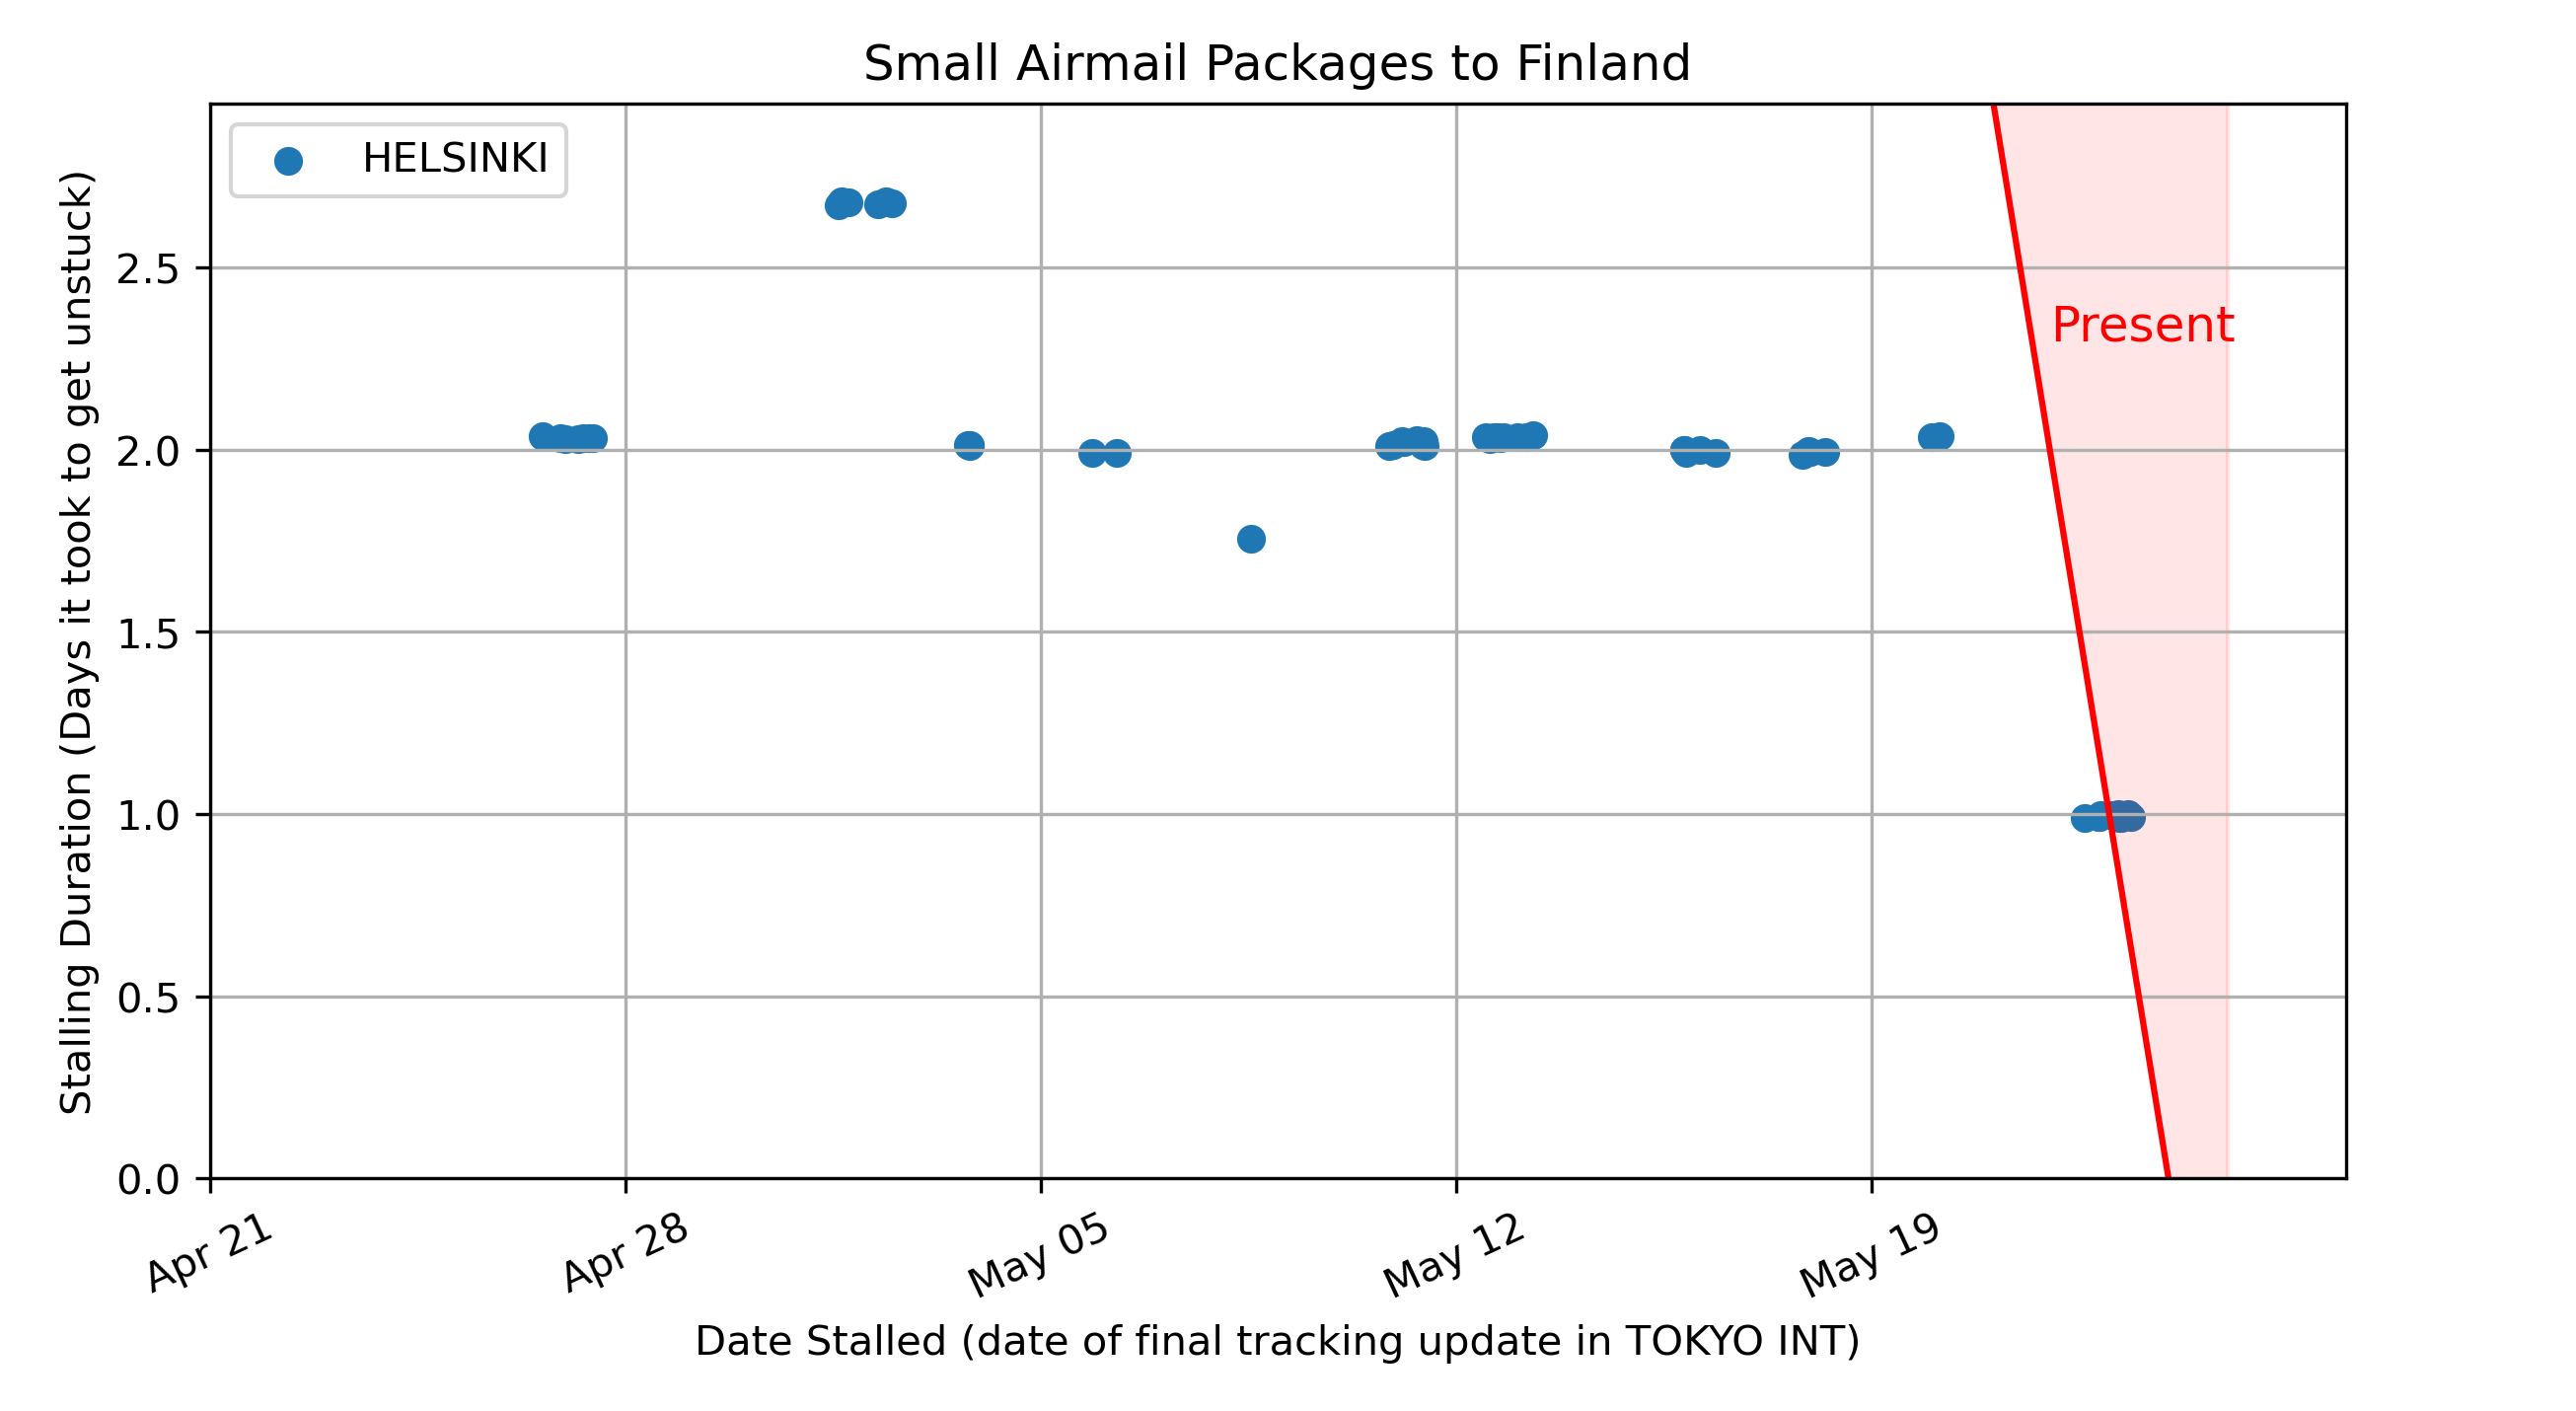 Small Airmail Packages to Finland
HELSINKI
Present
Stalling Duration (Days it took to get unstuck)
2.5
2.0
1.5
1.0
0.5
0.0
Apr 21
Apr 28
May 05
May 12
May 19
Date Stalled (date of final tracking update in TOKYO INT)